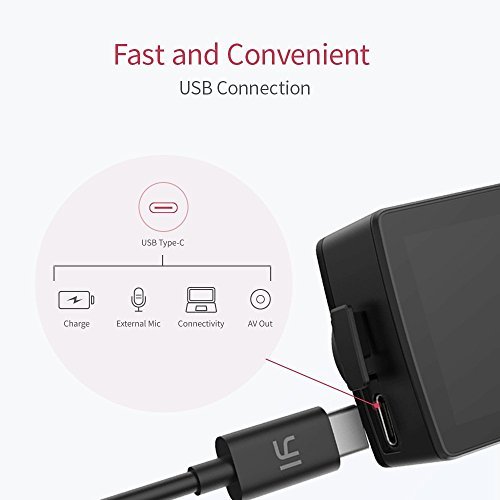 Fast and Convenient
USB Connection
USB Type-C
Charge
External Mic
Connectivity
AV Out
YI